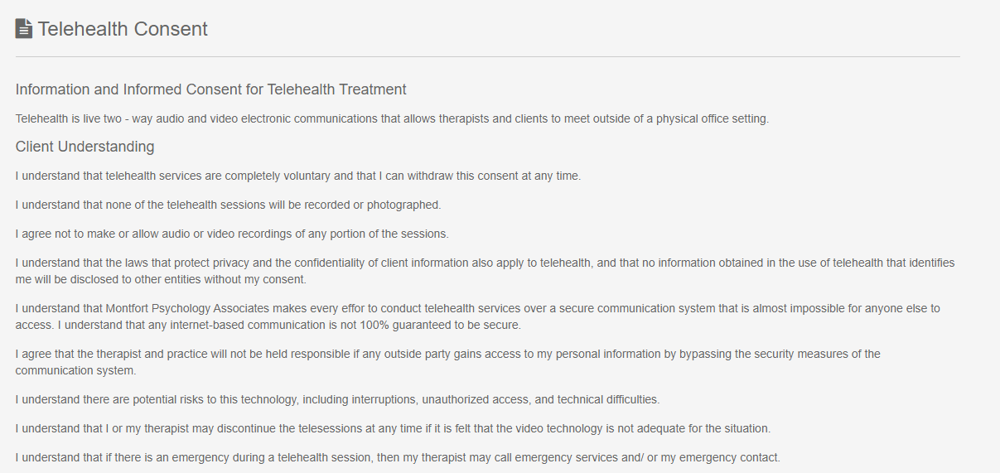 Telehealth Consent
Information and Informed Consent for Telehealth Treatment
Telehealth is live two - way audio and video electronic communications that allows therapists and clients to meet outside of a physical office setting.
Client Understanding
I understand that telehealth services are completely voluntary and that I can withdraw this consent at any time.
I understand that none of the telehealth sessions will be recorded or photographed.
I agree not to make or allow audio or video recordings of any portion of the sessions.
I understand that the laws that protect privacy and the confidentiality of client information also apply to telehealth, and that no information obtained in the use of telehealth that identifies
me will be disclosed to other entities without my consent.
I understand that Montfort Psychology Associates makes every effor to conduct telehealth services over a secure communication system that is almost impossible for anyone else to
access. I understand that any internet-based communication is not 100% guaranteed to be secure.
I agree that the therapist and practice will not be held responsible if any outside party gains access to my personal information by bypassing the security measures of the
communication system.
I understand there are potential risks to this technology, including interruptions, unauthorized access, and technical difficulties.
I understand that I or my therapist may discontinue the telesessions at any time if it is felt that the video technology is not adequate for the situation.
I understand that if there is an emergency during a telehealth session, then my therapist may call emergency services and/ or my emergency contact.